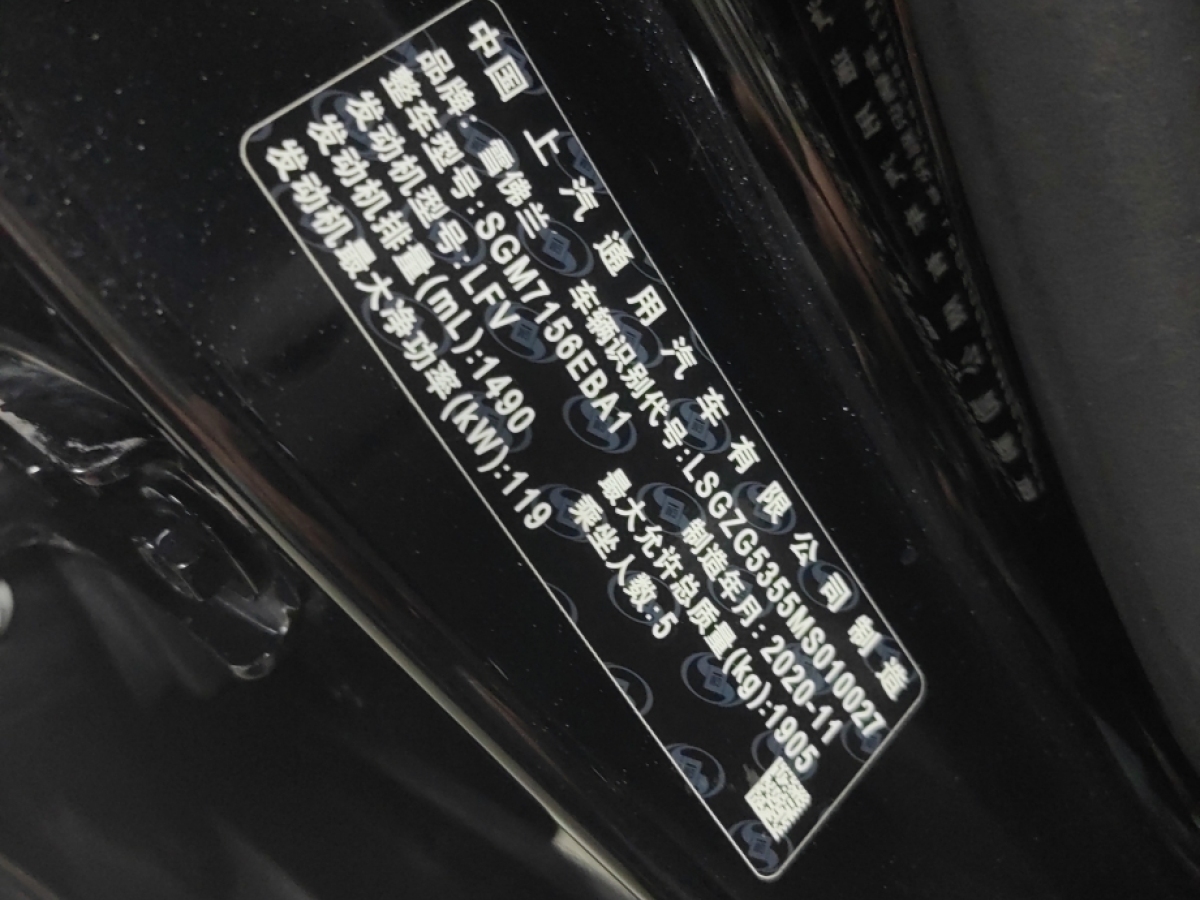 中国 上汽通用汽车有限公司制造
品牌：雪佛兰 车辆识别代号:LSGZG5355MS010027
整车型号:SGM7156EBA1 制造年月:2020-11
发动机型号:LFV 最大允许总质量(kg):1905
发动机排量(mL):1490 乘坐人数:5
发动机最大净功率(kW):119